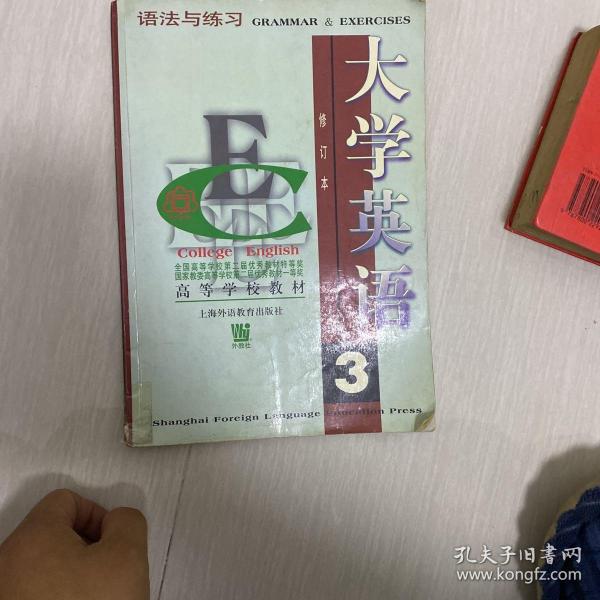 语法与练习 GRAMMAR & EXERCISES
大学英语
修订本
3
EC
College English
全国高等学校第二届优秀教材特等奖
国家教委高等学校第二届优秀教材一等奖
高等学校教材
上海外语教育出版社
外教社
Shanghai Foreign Language Education Press
孔夫子旧书网
www.kongfz.com